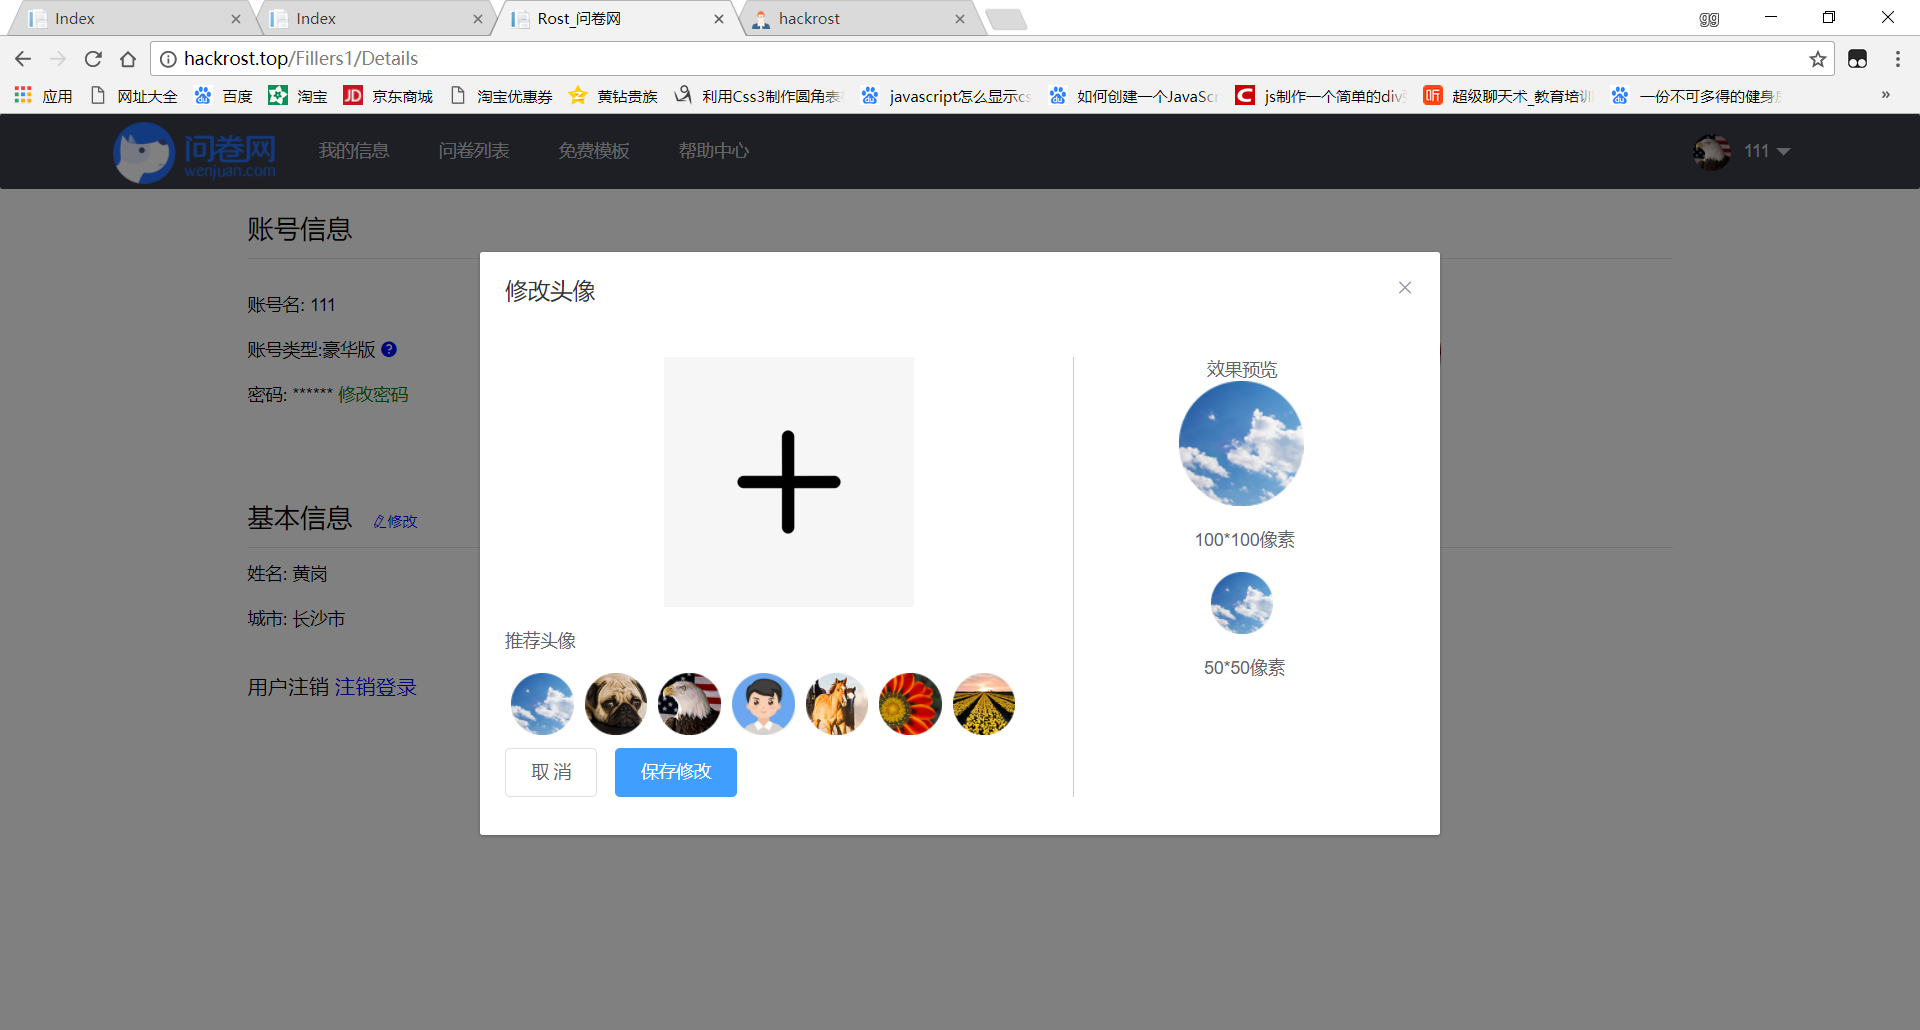 Index
Index
Rost_问卷网
hackrost
gg
hackrost.top/Fillers1/Details
应用
网址大全
百度
淘宝
京东商城
淘宝优惠券
黄钻贵族
利用Css3制作圆角表
javascript怎么显示cs
如何创建一个JavaScr
js制作一个简单的div
超级聊天术_教育培训
一份不可多得的健身
»
问卷网
wenjuan.com
我的信息
问卷列表
免费模板
帮助中心
111
账号信息
账号名: 111
账号类型:豪华版
密码: ****** 修改密码
基本信息 修改
姓名: 黄岗
城市: 长沙市
用户注销 注销登录
修改头像
推荐头像
取 消
保存修改
效果预览
100*100像素
50*50像素